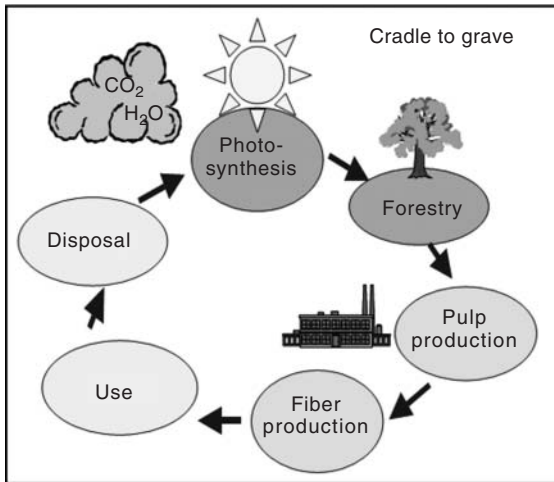 Cradle to grave
CO₂
H₂O
Photo-
synthesis
Forestry
Disposal
Pulp
production
Use
Fiber
production